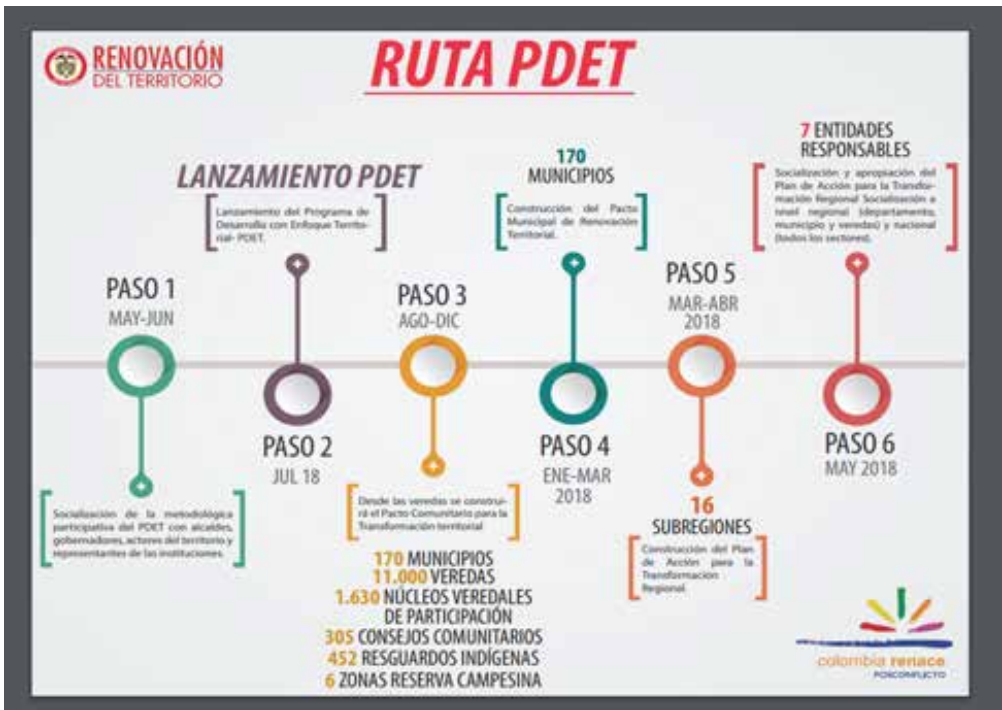 RENOVACIÓN
DEL TERRITORIO
RUTA PDET
PASO 1
MAY-JUN
Socialización de la metodológica
participativa del PDET con alcaldes,
gobernadores, actores del territorio y
representantes de las instituciones.
LANZAMIENTO PDET
Lanzamiento del Programa de
Desarrollo con Enfoque Territo-
rial- PDET.
PASO 2
JUL 18
PASO 3
AGO-DIC
Desde las veredas se construi-
rá el Pacto Comunitario para la
Transformación territorial
170 MUNICIPIOS
11.000 VEREDAS
1.630 NÚCLEOS VEREDALES
DE PARTICIPACIÓN
305 CONSEJOS COMUNITARIOS
452 RESGUARDOS INDÍGENAS
6 ZONAS RESERVA CAMPESINA
170
MUNICIPIOS
Construcción del Pacto
Municipal de Renovación
Territorial.
PASO 4
ENE-MAR
2018
PASO 5
MAR-ABR
2018
16
SUBREGIONES
Construcción del Plan
de Acción para la
Transformación
Regional.
7 ENTIDADES
RESPONSABLES
Socialización y apropiación del
Plan de Acción para la Transfor-
mación Regional Socialización a
nivel regional (departamento,
municipio y veredas) y nacional
(todos los sectores).
PASO 6
MAY 2018
colombia renace
POSCONFLICTO